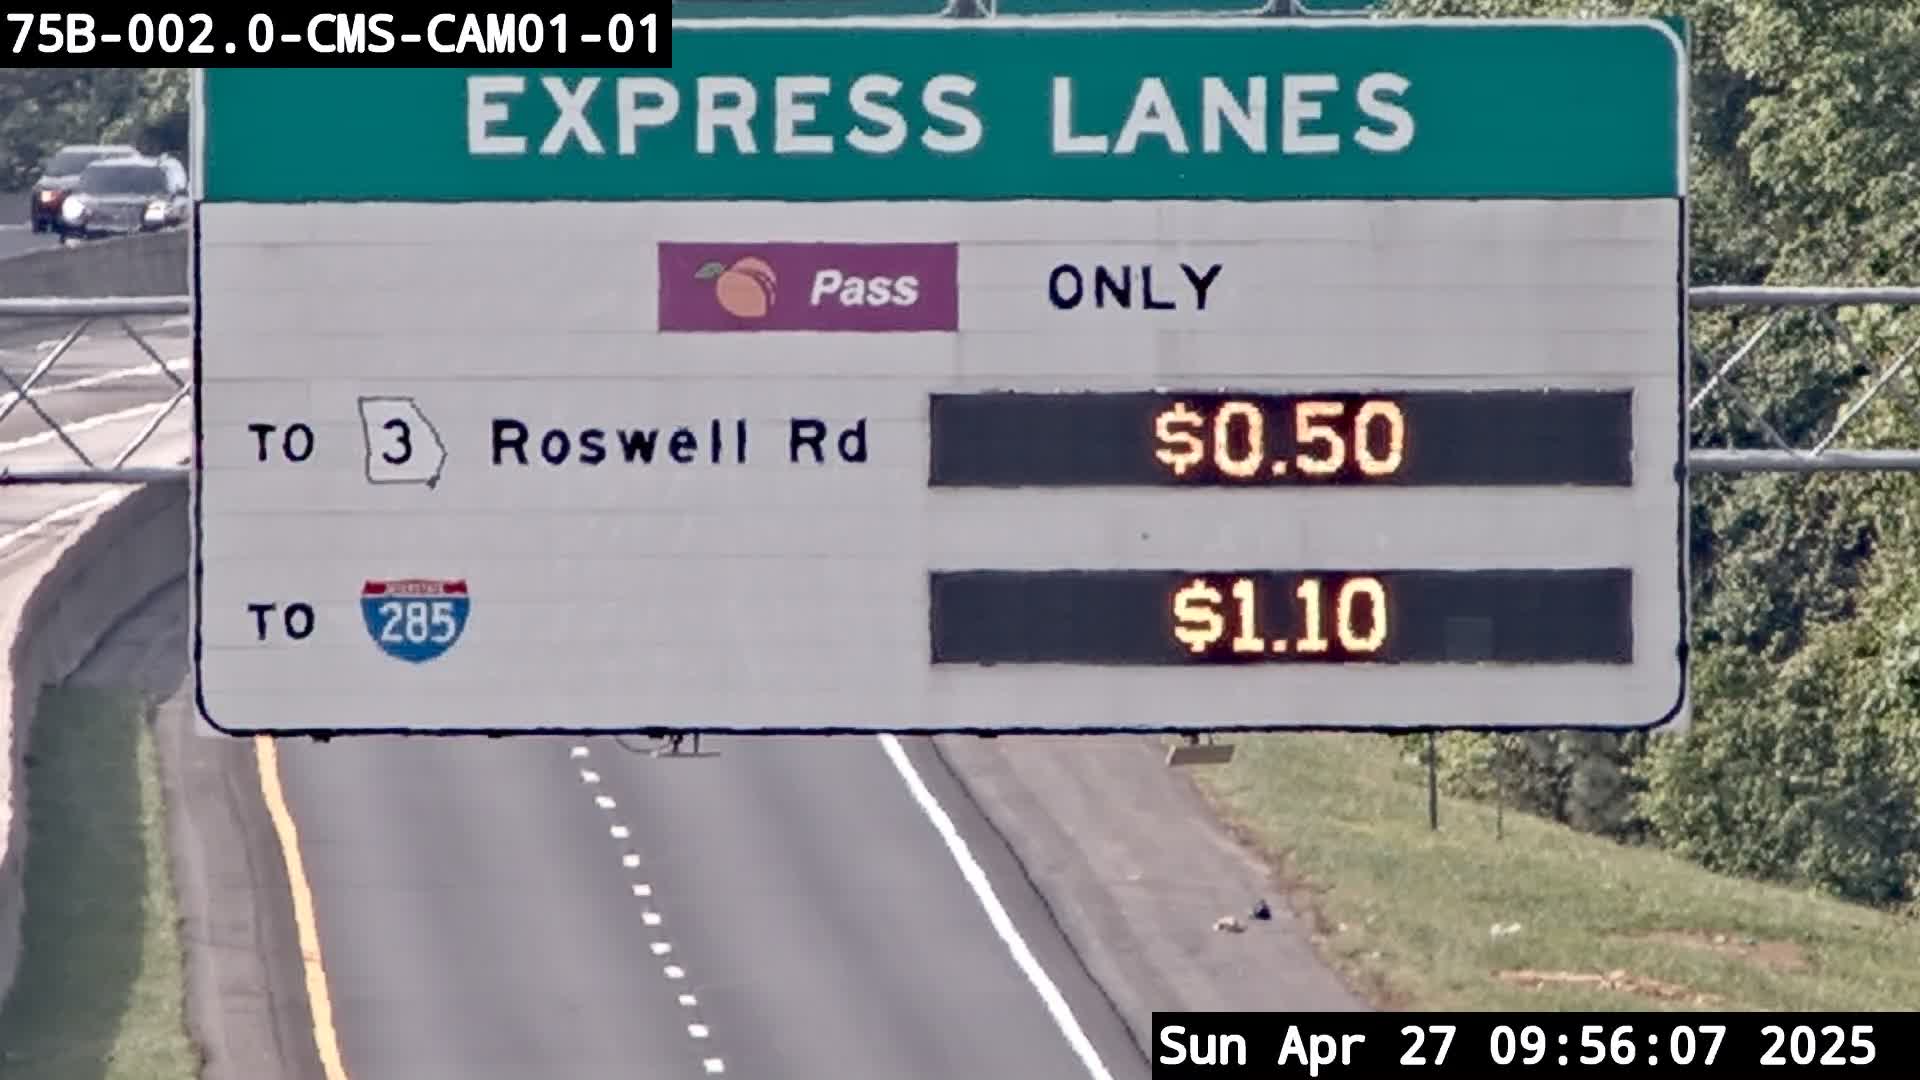 75B-002.0-CMS-CAM01-01
EXPRESS LANES
Pass ONLY
TO 3 Roswell Rd $0.50
TO 285 $1.10
Sun Apr 27 09:56:07 2025